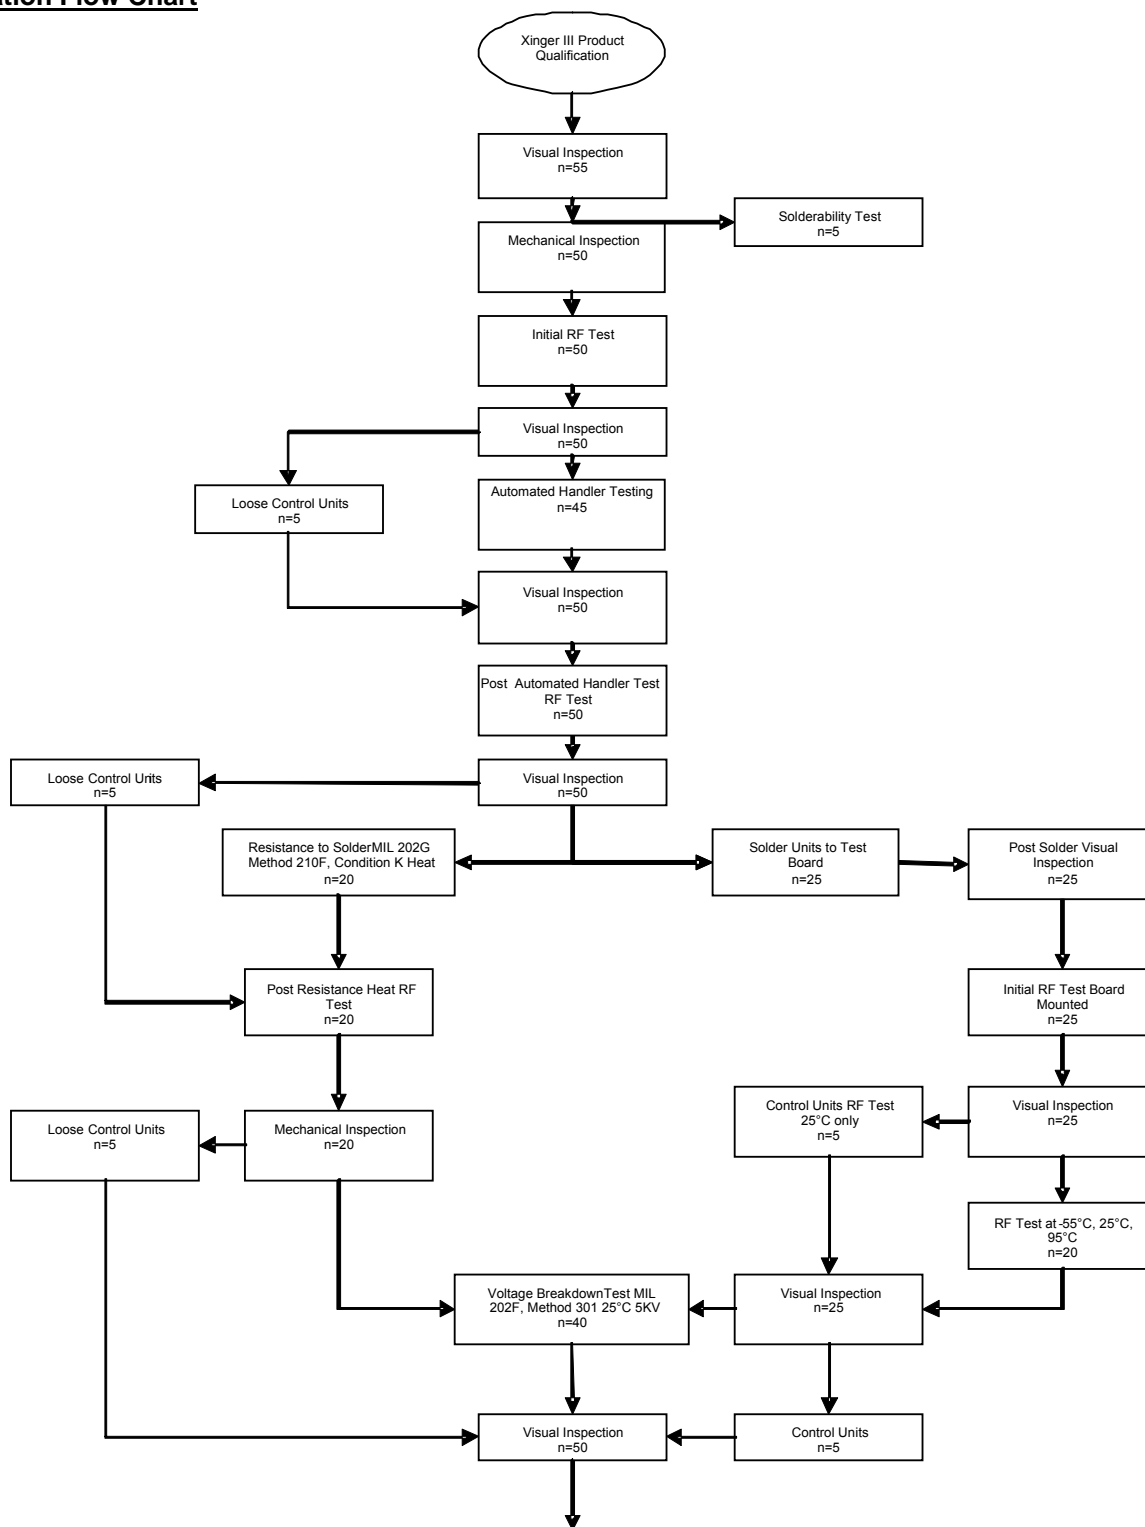 ation Flow Chart
Xinger III Product
Qualification
Visual Inspection
n=55
Solderability Test
n=5
Mechanical Inspection
n=50
Initial RF Test
n=50
Visual Inspection
n=50
Automated Handler Testing
n=45
Loose Control Units
n=5
Visual Inspection
n=50
Post Automated Handler Test
RF Test
n=50
Loose Control Units
n=5
Visual Inspection
n=50
Resistance to SolderMIL 202G
Method 210F, Condition K Heat
n=20
Solder Units to Test
Board
n=25
Post Solder Visual
Inspection
n=25
Post Resistance Heat RF
Test
n=20
Initial RF Test Board
Mounted
n=25
Loose Control Units
n=5
Mechanical Inspection
n=20
Control Units RF Test
25°C only
n=5
Visual Inspection
n=25
RF Test at -55°C, 25°C,
95°C
n=20
Voltage BreakdownTest MIL
202F, Method 301 25°C 5KV
n=40
Visual Inspection
n=25
Visual Inspection
n=50
Control Units
n=5